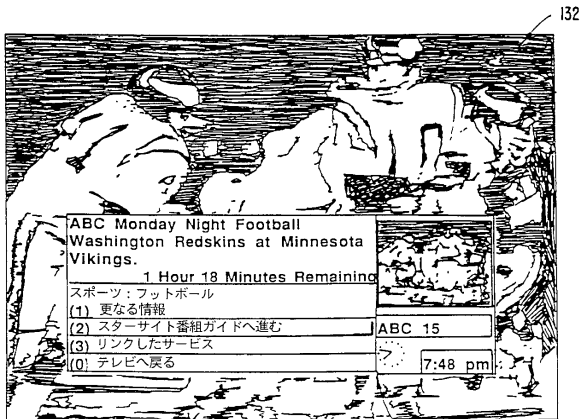 132
ABC Monday Night Football
Washington Redskins at Minnesota
Vikings.
1 Hour 18 Minutes Remaining
スポーツ：フットボール
(1) 更なる情報
(2) スターサイト番組ガイドへ進む
(3) リンクしたサービス
(0) テレビへ戻る
ABC 15
7:48 pm